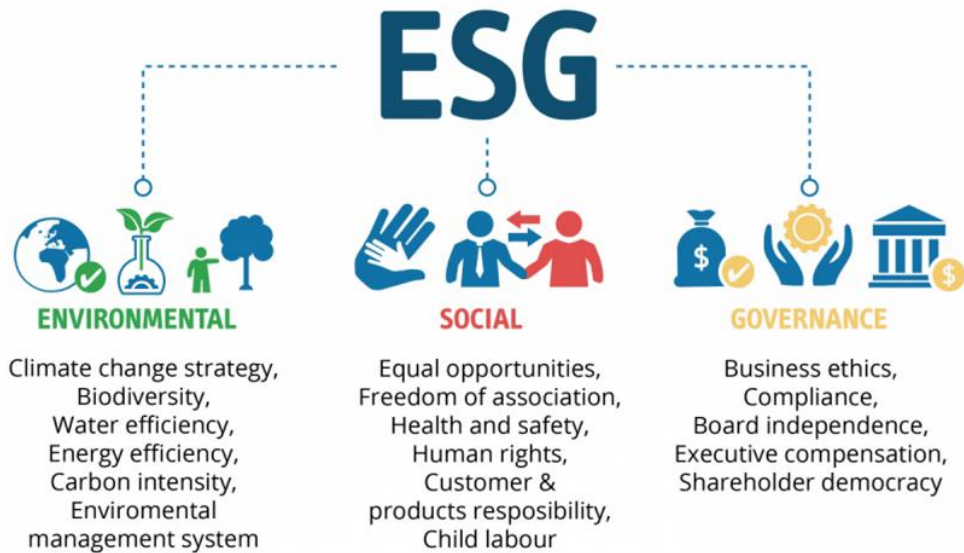 ESG
$
$
ENVIRONMENTAL
Climate change strategy,
Biodiversity,
Water efficiency,
Energy efficiency,
Carbon intensity,
Enviromental
management system
SOCIAL
Equal opportunities,
Freedom of association,
Health and safety,
Human rights,
Customer &
products resposibility,
Child labour
GOVERNANCE
Business ethics,
Compliance,
Board independence,
Executive compensation,
Shareholder democracy